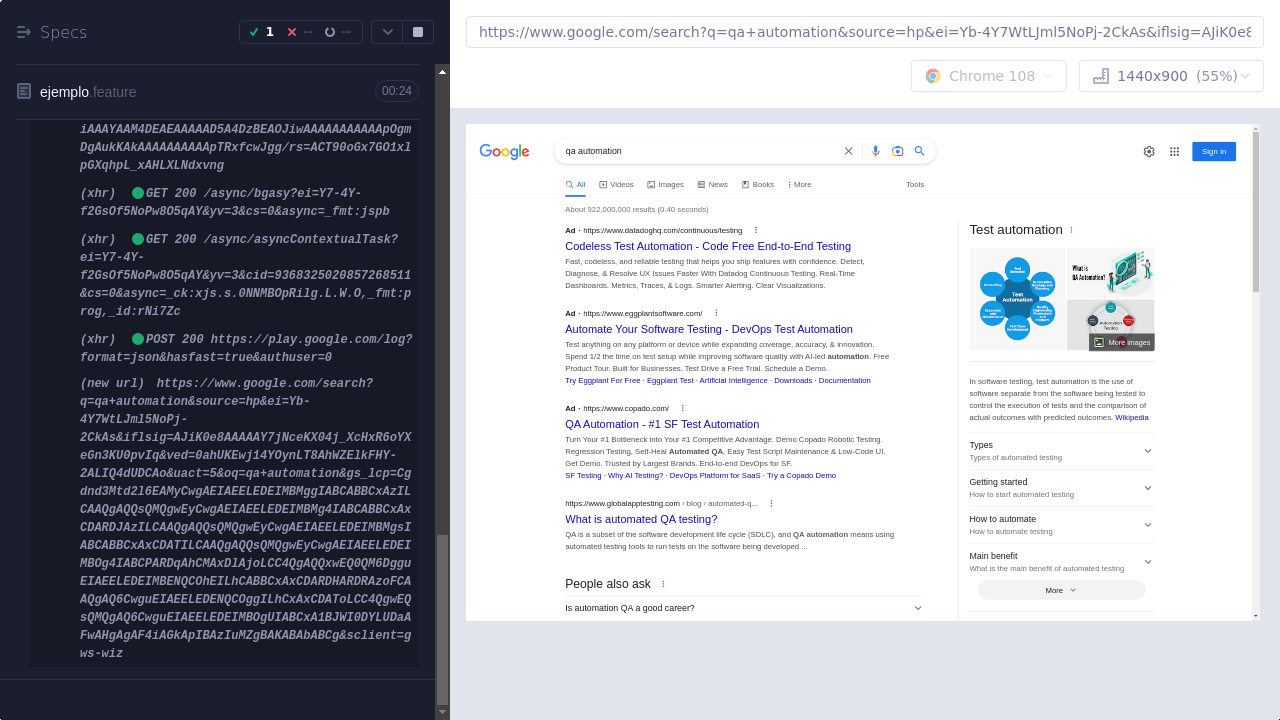 Specs
1
--
--
ejemplo.feature
00:24
iAAAYAAM4DEAEAAAAAD5A4DzBEAOJiwAAAAAAAAAAApOgm
DgAukKAkAAAAAAAAAApTRxfcwJgg/rs=ACT90oGx7GO1xl
pGXqhpL_xAHLXLNdxvng
(xhr) GET 200 /async/bgasy?ei=Y7-4Y-
f2GsOf5NoPw8O5qAY&yv=3&cs=0&async=_fmt:jspb
(xhr) GET 200 /async/asyncContextualTask?
ei=Y7-4Y-
f2GsOf5NoPw8O5qAY&yv=3&cid=9368325020857268511
&cs=0&async=_ck:xjs.s.0NNMBOpRilg.L.W.O,_fmt:p
rog,_id:rNi7Zc
(xhr) POST 200 https://play.google.com/log?
format=json&hasfast=true&authuser=0
(new url) https://www.google.com/search?
q=qa+automation&source=hp&ei=Yb-
4Y7WtLJml5NoPj-
2CkAs&iflsig=AJiK0e8AAAAAY7jNceKX04j_XcHxR6oYX
e0n3K80pvIq&ved=0ahUKEwj14YynlT8AhWZElkFHY-
2ALIQ4dUDCAo&uact=5&oq=qa+automation&gs_lcp=Cg
dnd3Mtd2l6EAMyCwgAEIAEELEDEIMBMggIABCABBCxAzIL
CAAQgAQQsQMQgwEyCwgAEIAEELEDEIMBMg4IABCABBCxAx
CDARDJAzILCAAQgAQQsQMQgwEyCwgAEIAEELEDEIMBMgsI
ABCABBCxAxCDATILCAAQgAQQsQMQgwEyCwgAEIAEELEDEI
MBOg4IABCPARDqAhCMAxDlAjoLCC4QgAQQxwEQ0QM6Dggu
EIAEELEDEIMBENQCOhEILhCABBCxAxCDARDHARDRAzoFCA
AQgAQ6CwguEIAEELEDENQCOggILhCxAxCDAToLCC4QgwEQ
sQMQgAQ6CwguEIAEELEDEIMBOgUIABCxA1BJWI0DYLUDaA
FwAHgAgAF4iAGkApIBAzIuMZgBAKABAbABCg&sclient=g
ws-wiz
https://www.google.com/search?q=qa+automation&source=hp&ei=Yb-4Y7WtLJml5NoPj-2CkAs&iflsig=AJiK0e8
Chrome 108
1440x900 (55%)
Google
qa automation
Sign in
All
Videos
Images
News
Books
More
Tools
About 922,000,000 results (0.40 seconds)
Ad · https://www.datadoghq.com/continuous/testing
Codeless Test Automation - Code Free End-to-End Testing
Fast, codeless, and reliable testing that helps you ship features with confidence. Detect,
Diagnose, & Resolve UX Issues Faster With Datadog Continuous Testing. Real-Time
Dashboards. Metrics, Traces, & Logs. Smarter Alerting. Clear Visualizations.
Ad · https://www.eggplantsoftware.com/
Automate Your Software Testing - DevOps Test Automation
Test anything on any platform or device while expanding coverage, accuracy, & innovation.
Spend 1/2 the time on test setup while improving software quality with AI-led automation. Free
Product Tour. Built for Businesses. Test Drive a Free Trial. Schedule a Demo.
Try Eggplant For Free · Eggplant Test · Artificial Intelligence · Downloads · Documentation
Ad · https://www.copado.com/
QA Automation - #1 SF Test Automation
Turn Your #1 Bottleneck into Your #1 Competitive Advantage. Demo Copado Robotic Testing.
Regression Testing, Self-Heal Automated QA, Easy Test Script Maintenance & Low-Code UI.
Get Demo. Trusted by Largest Brands. End-to-end DevOps for SF.
SF Testing · Why AI Testing? · DevOps Platform for SaaS · Try a Copado Demo
https://www.globalapptesting.com › blog › automated-q...
What is automated QA testing?
QA is a subset of the software development life cycle (SDLC), and QA automation means using
automated testing tools to run tests on the software being developed ...
People also ask
Is automation QA a good career?
Test automation
Test
Automation
What is
QA Automation?
Automation
Testing
More images
In software testing, test automation is the use of
software separate from the software being tested to
control the execution of tests and the comparison of
actual outcomes with predicted outcomes. Wikipedia
Types
Types of automated testing
Getting started
How to start automated testing
How to automate
How to automate testing
Main benefit
What is the main benefit of automated testing
More